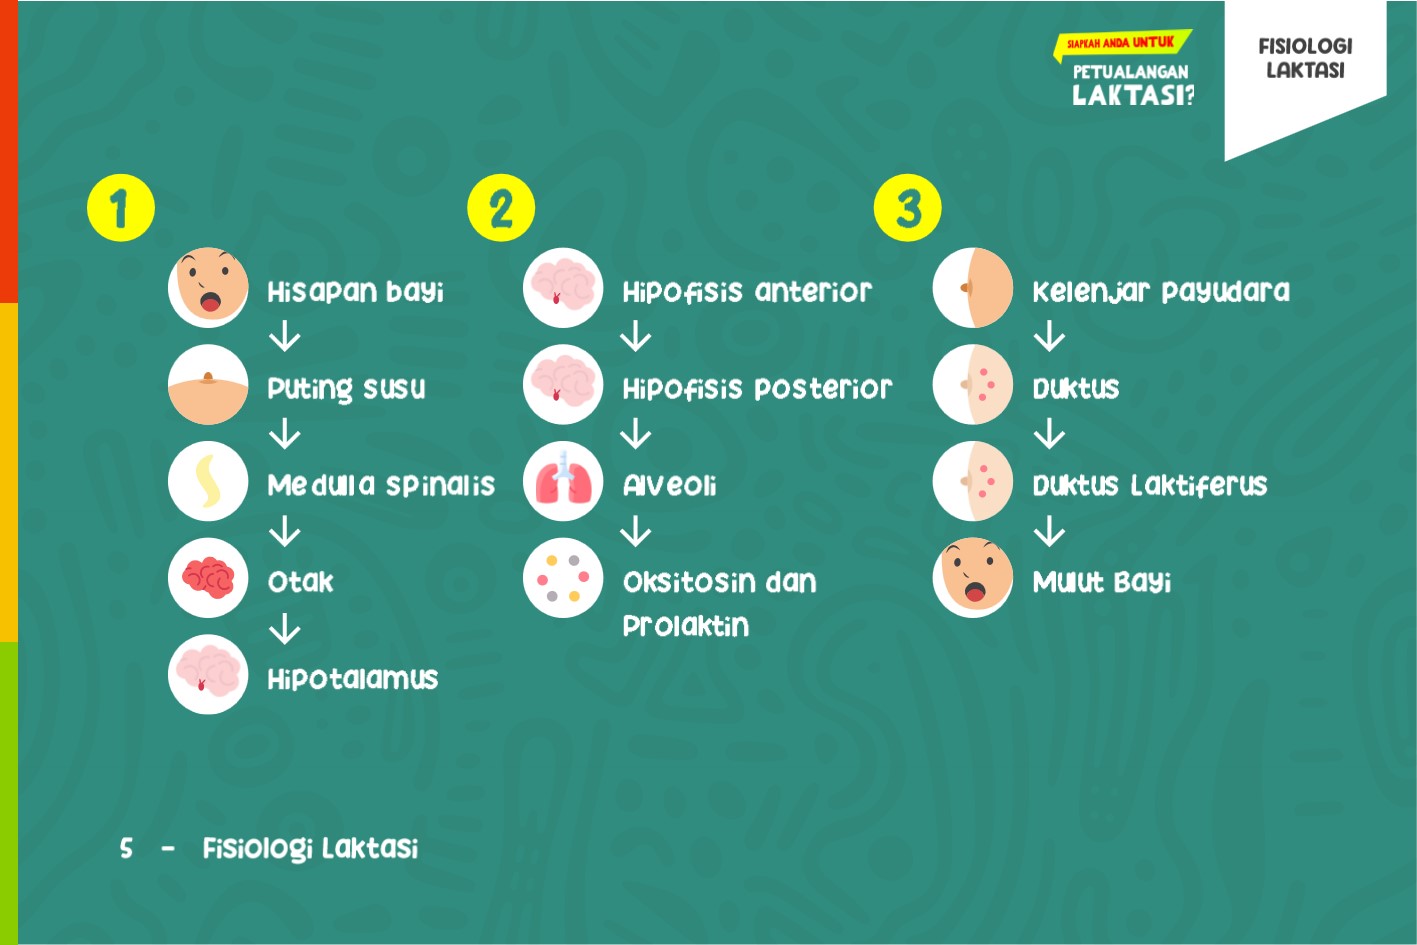 SIAPKAH ANDA UNTUK
PETUALANGAN
LAKTASI?
FISIOLOGI
LAKTASI
1
Hisapan bayi
Puting susu
Medulla spinalis
Otak
Hipotalamus
2
Hipofisis anterior
Hipofisis posterior
Alveoli
Oksitosin dan
Prolaktin
3
Kelenjar payudara
Duktus
Duktus Laktiferus
Mulut Bayi
5 - Fisiologi Laktasi